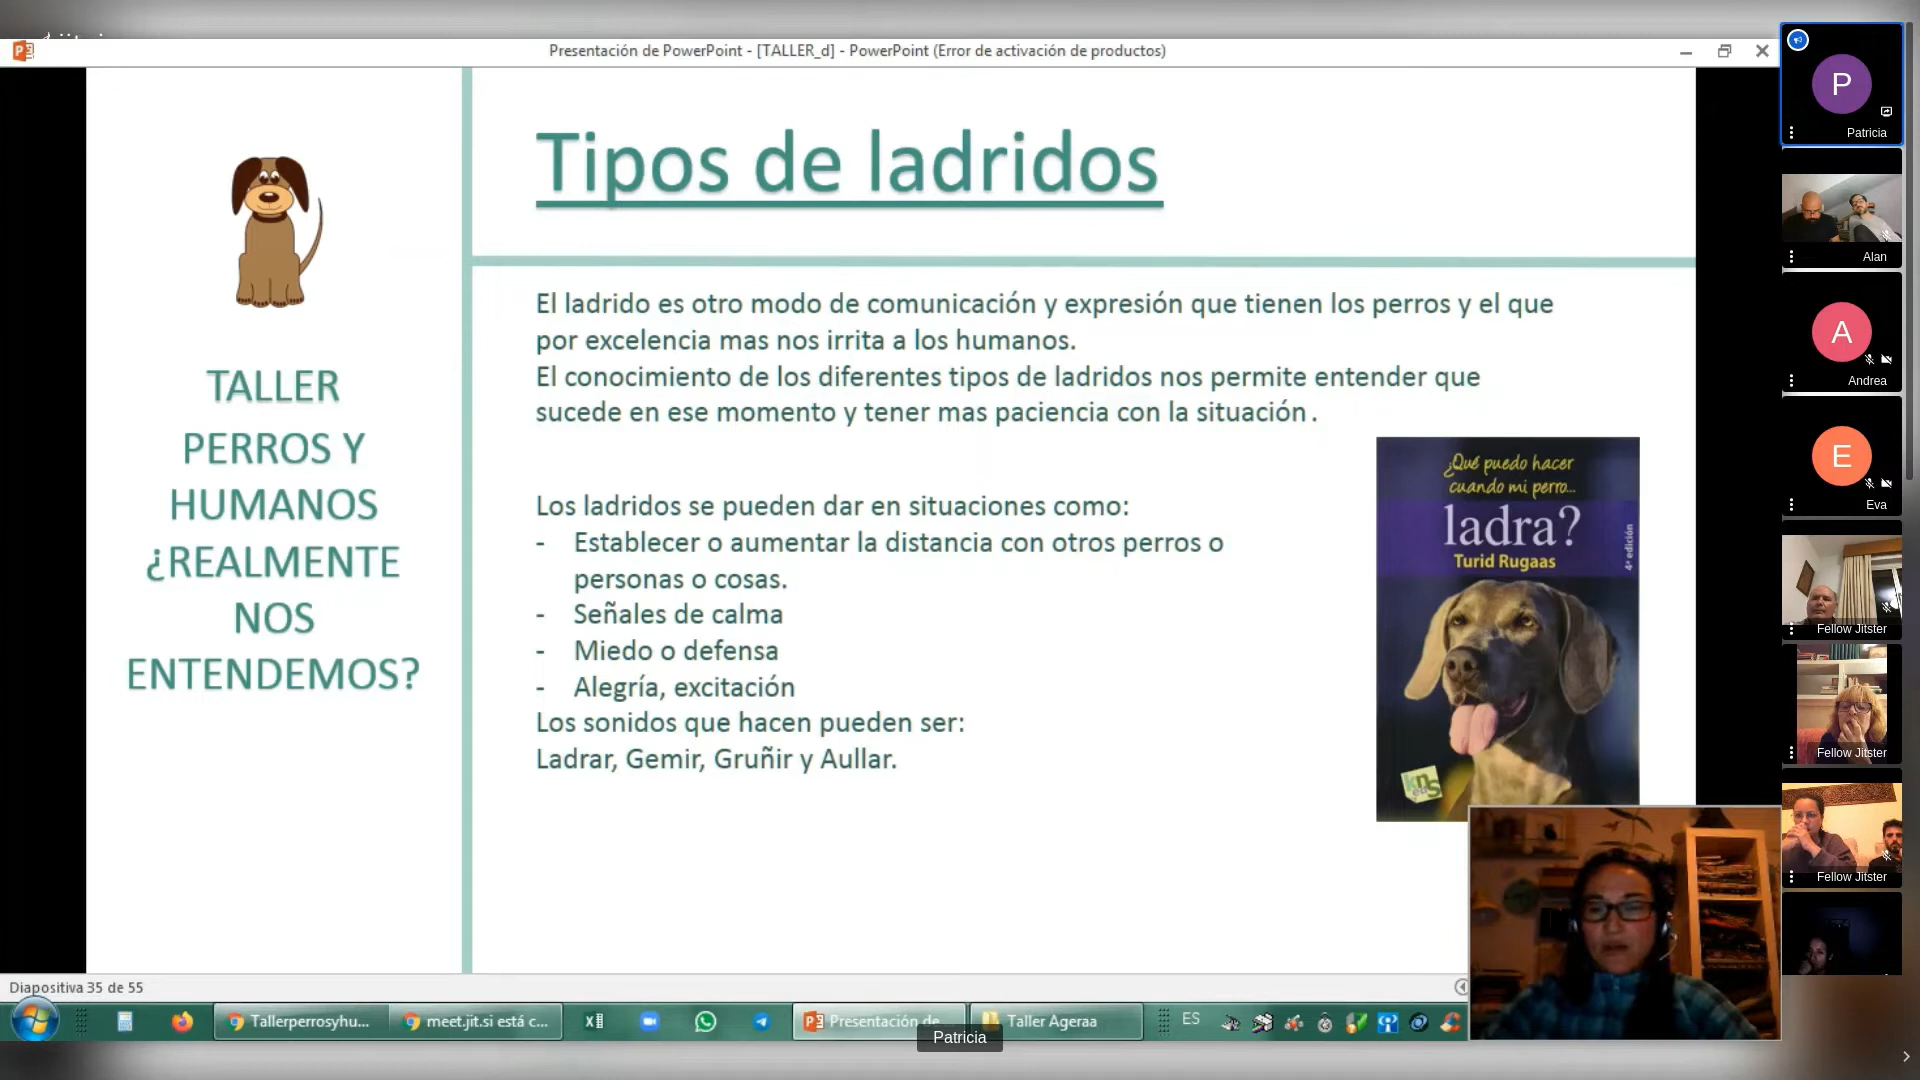 Presentación de PowerPoint - [TALLER_d] - PowerPoint (Error de activación de productos)
TALLER
PERROS Y
HUMANOS
¿REALMENTE
NOS
ENTENDEMOS?
Tipos de ladridos
El ladrido es otro modo de comunicación y expresión que tienen los perros y el que
por excelencia mas nos irrita a los humanos.
El conocimiento de los diferentes tipos de ladridos nos permite entender que
sucede en ese momento y tener mas paciencia con la situación.
Los ladridos se pueden dar en situaciones como:
- Establecer o aumentar la distancia con otros perros o
personas o cosas.
- Señales de calma
- Miedo o defensa
- Alegría, excitación
Los sonidos que hacen pueden ser:
Ladrar, Gemir, Gruñir y Aullar.
¿Qué puedo hacer
cuando mi perro...
ladra?
Turid Rugaas
4ª edición
kns
ed
P
Patricia
Alan
A
Andrea
E
Eva
Fellow Jitster
Fellow Jitster
Fellow Jitster
Diapositiva 35 de 55
Tallerperrosyhu...
meet.jit.si está c...
Presentación de
Taller Ageraa
ES
Patricia